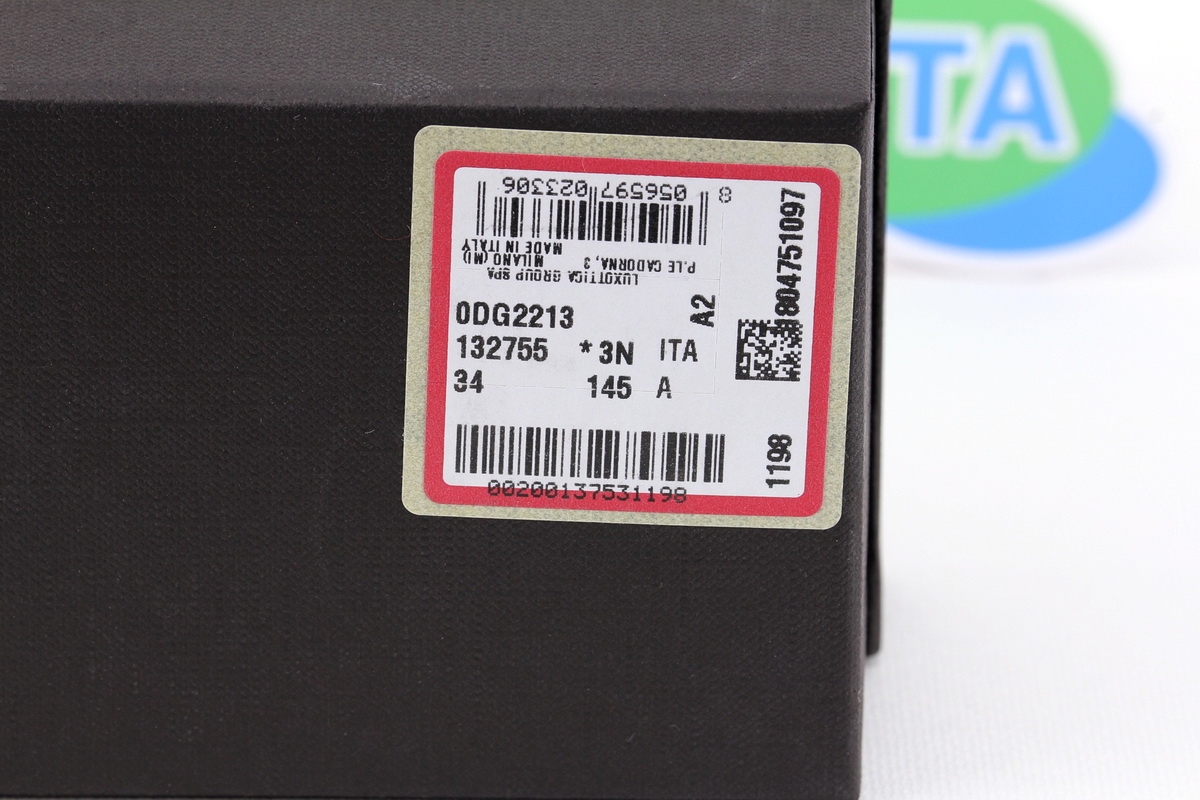 8 056597 023306
LUXOTTICA GROUP SPA
P.LE CADORNA, 3 MILANO (MI)
MADE IN ITALY
0DG2213
A2
132755 * 3N ITA
34 145 A
00200137531198
1804751097
1198
TA